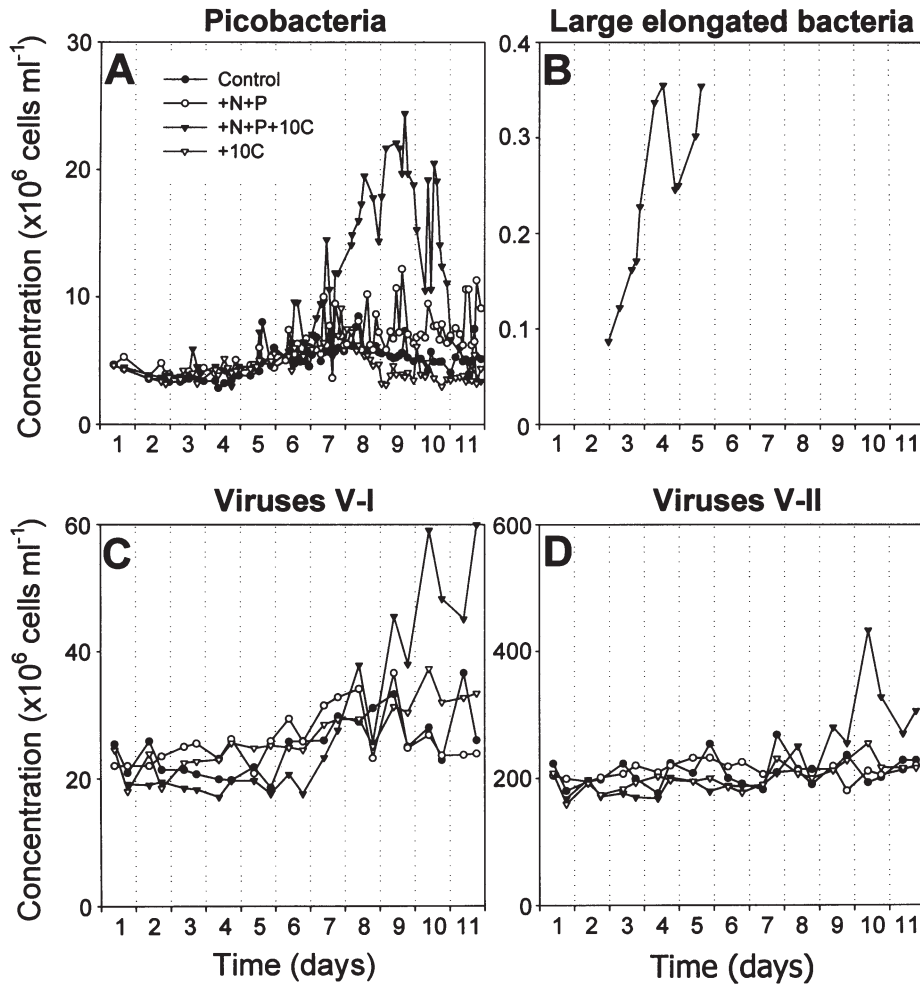 Picobacteria
Large elongated bacteria
A
B
Control
+N+P
+N+P+10C
+10C
Concentration (x10⁶ cells ml⁻¹)
30
20
10
0
1 2 3 4 5 6 7 8 9 10 11
0.4
0.3
0.2
0.1
0
1 2 3 4 5 6 7 8 9 10 11
Viruses V-I
Viruses V-II
C
D
Concentration (x10⁶ cells ml⁻¹)
60
40
20
0
1 2 3 4 5 6 7 8 9 10 11
600
400
200
0
1 2 3 4 5 6 7 8 9 10 11
Time (days)
Time (days)